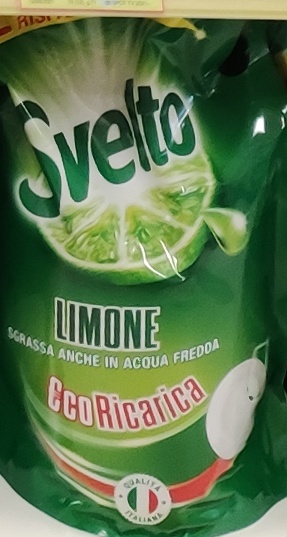 Svelto
LIMONE
SGRASSA ANCHE IN ACQUA FREDDA
ecoRicarica
QUALITÀ
ITALIANA